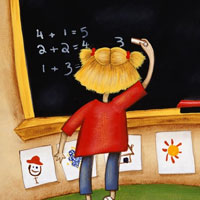 4 + 1 = 5
2 + 2 = 4 3
1 + 3 =